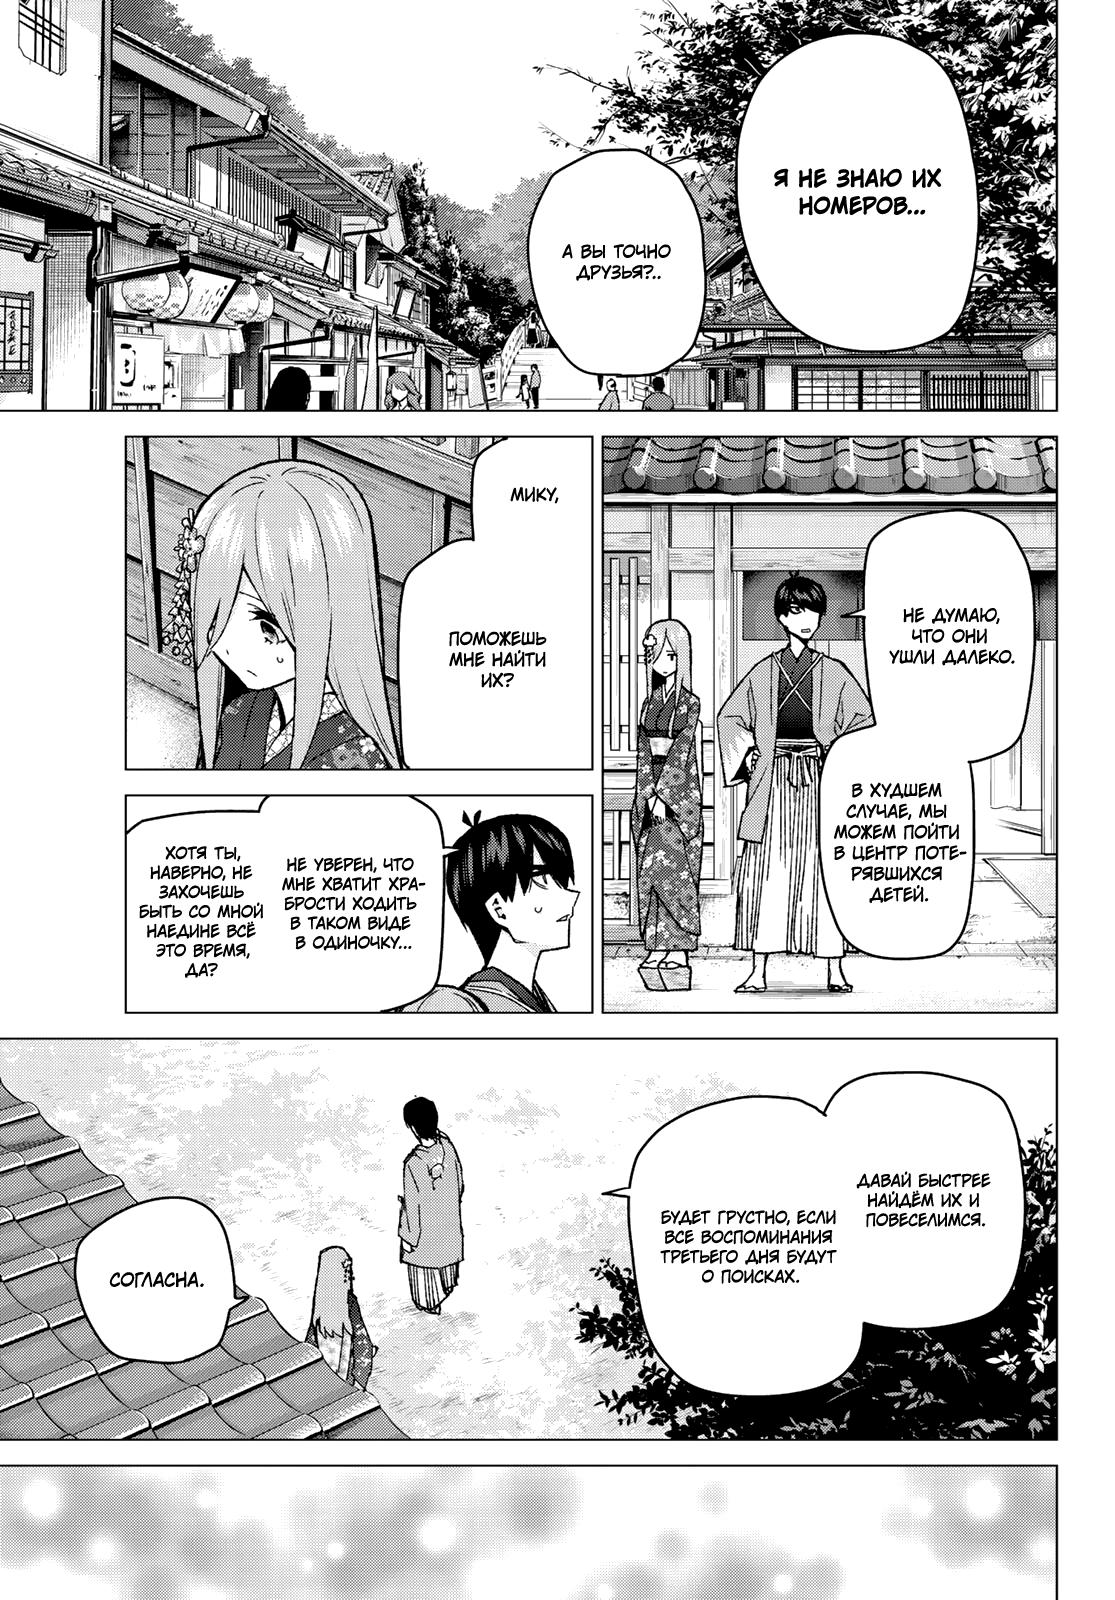 Я НЕ ЗНАЮ ИХ
НОМЕРОВ...
А ВЫ ТОЧНО
ДРУЗЬЯ?..
НЕ ДУМАЮ,
ЧТО ОНИ
УШЛИ ДАЛЕКО.
В ХУДШЕМ
СЛУЧАЕ, МЫ
МОЖЕМ ПОЙТИ
В ЦЕНТР ПОТЕ-
РЯВШИХСЯ
ДЕТЕЙ.
МИКУ,
ПОМОЖЕШЬ
МНЕ НАЙТИ
ИХ?
НЕ УВЕРЕН, ЧТО
МНЕ ХВАТИТ ХРА-
БРОСТИ ХОДИТЬ
В ТАКОМ ВИДЕ
В ОДИНОЧКУ...
ХОТЯ ТЫ,
НАВЕРНО, НЕ
ЗАХОЧЕШЬ
БЫТЬ СО МНОЙ
НАЕДИНЕ ВСЁ
ЭТО ВРЕМЯ,
ДА?
ДАВАЙ БЫСТРЕЕ
НАЙДЁМ ИХ И
ПОВЕСЕЛИМСЯ.
БУДЕТ ГРУСТНО, ЕСЛИ
ВСЕ ВОСПОМИНАНИЯ
ТРЕТЬЕГО ДНЯ БУДУТ
О ПОИСКАХ.
СОГЛАСНА.